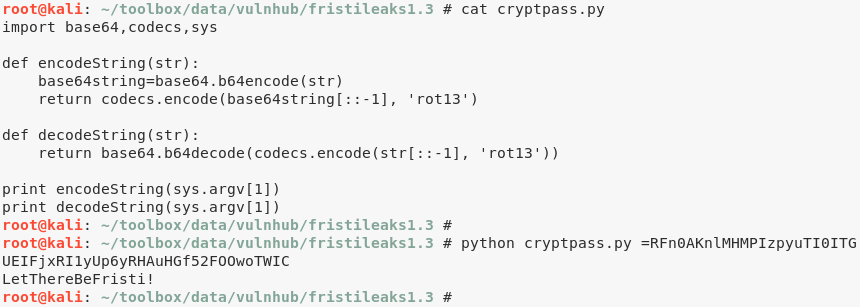 root@kali: ~/toolbox/data/vulnhub/fristileaks1.3 # cat cryptpass.py
import base64,codecs,sys

def encodeString(str):
    base64string=base64.b64encode(str)
    return codecs.encode(base64string[::-1], 'rot13')

def decodeString(str):
    return base64.b64decode(codecs.encode(str[::-1], 'rot13'))

print encodeString(sys.argv[1])
print decodeString(sys.argv[1])
root@kali: ~/toolbox/data/vulnhub/fristileaks1.3 #
root@kali: ~/toolbox/data/vulnhub/fristileaks1.3 # python cryptpass.py =RFn0AKnlMHMPIzpyuTI0ITG
UEIFjxRI1yUp6yRHAuHGf52FOOwoTWIC
LetThereBeFristi!
root@kali: ~/toolbox/data/vulnhub/fristileaks1.3 #